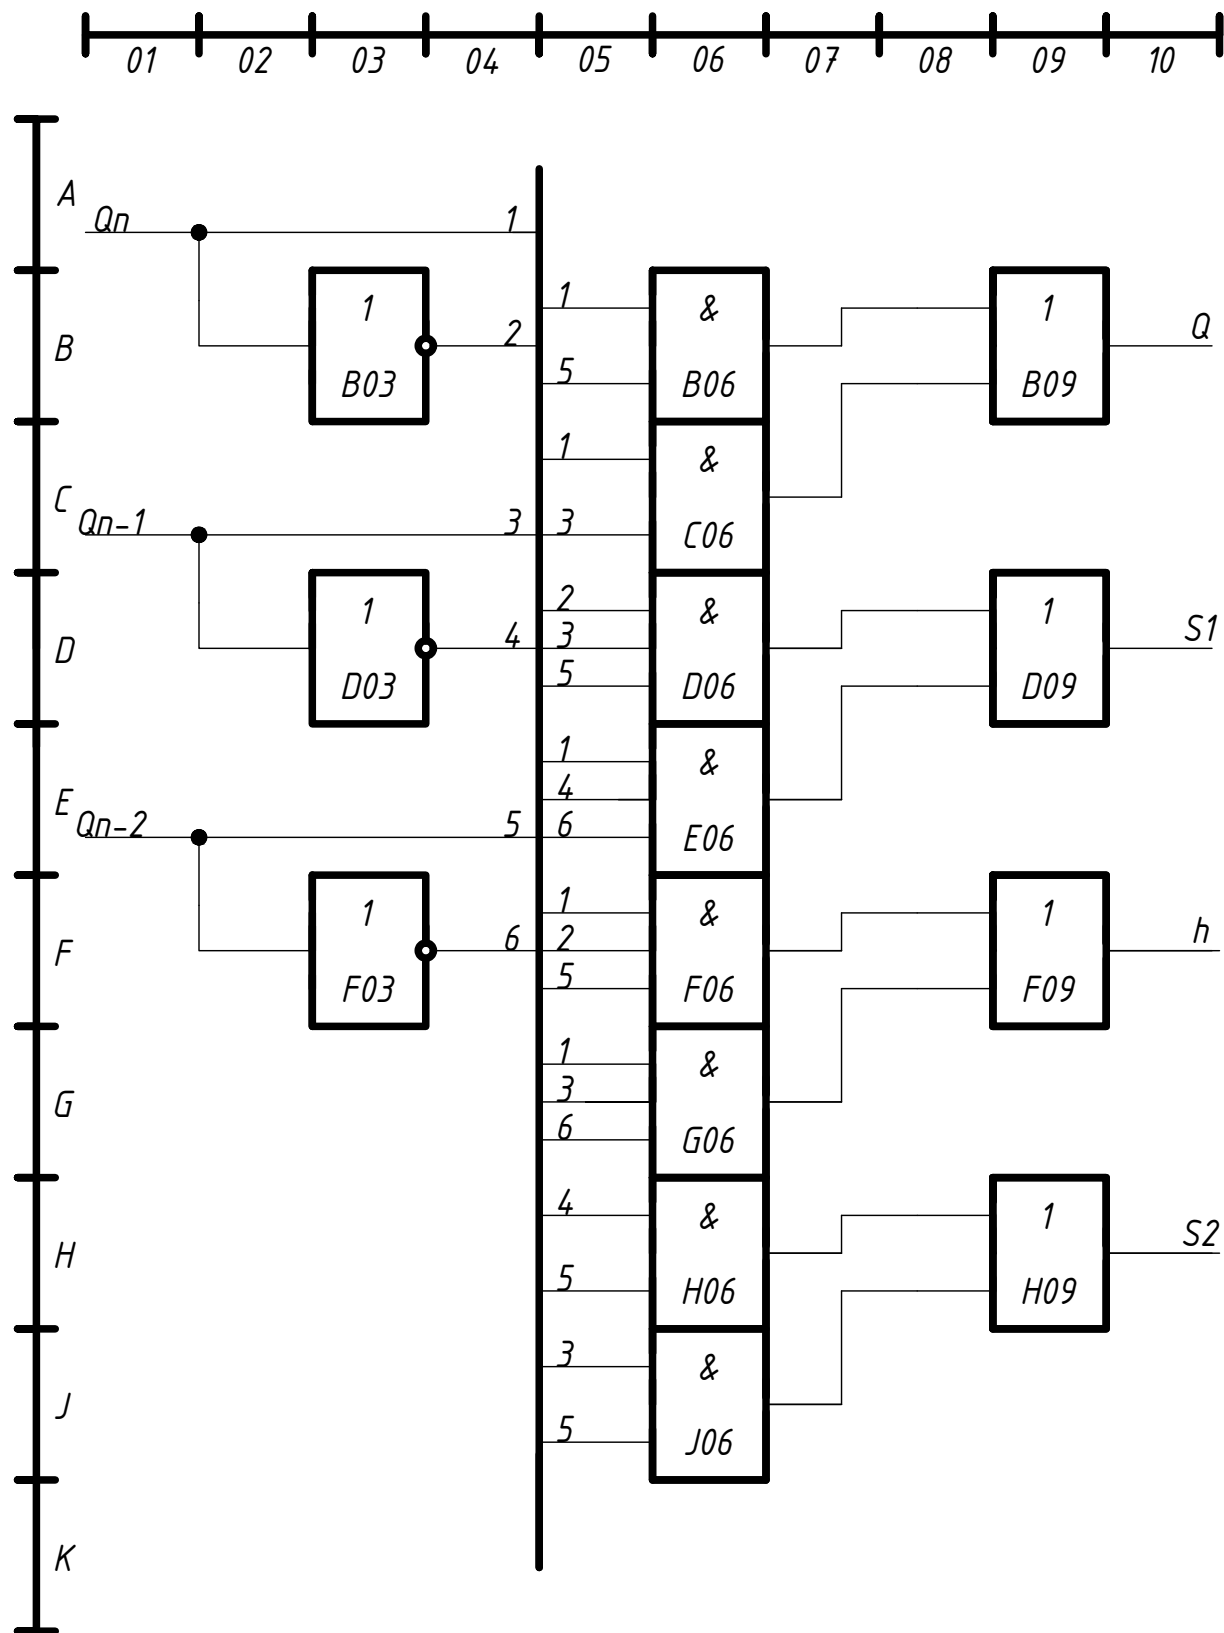 01 02 03 04 05 06 07 08 09 10
A
Qn 1
1 1 & 1
B 2 Q
B03 5 B06 B09
1 &
C
Qn-1 3 3 C06
1 2 & 1
D 4 3 S1
D03 5 D06 D09
1 &
E 4
Qn-2 5 6 E06
1 1 & 1
F 6 2 h
F03 5 F06 F09
1 &
G 3
6 G06
4 & 1
H S2
5 H06 H09
3 &
J
5 J06
K